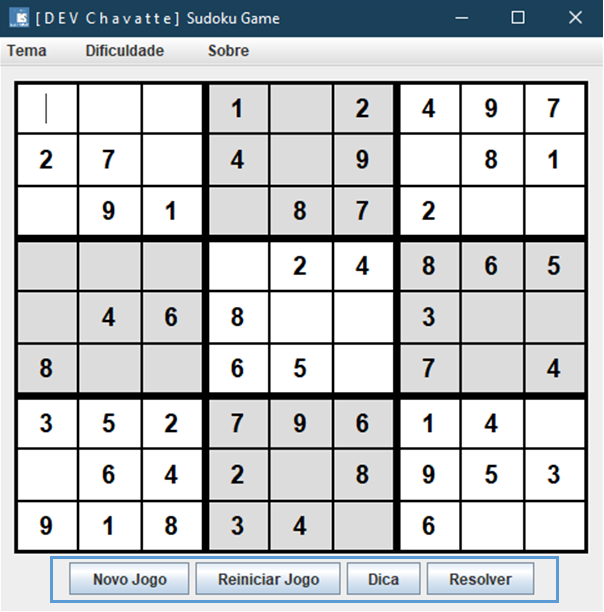 [ D E V C h a v a t t e ] Sudoku Game
Tema Dificuldade Sobre
1 2 4 9 7
2 7 4 9 8 1
9 1 8 7 2
2 4 8 6 5
4 6 8 3
8 6 5 7 4
3 5 2 7 9 6 1 4
6 4 2 8 9 5 3
9 1 8 3 4 6
Novo Jogo Reiniciar Jogo Dica Resolver